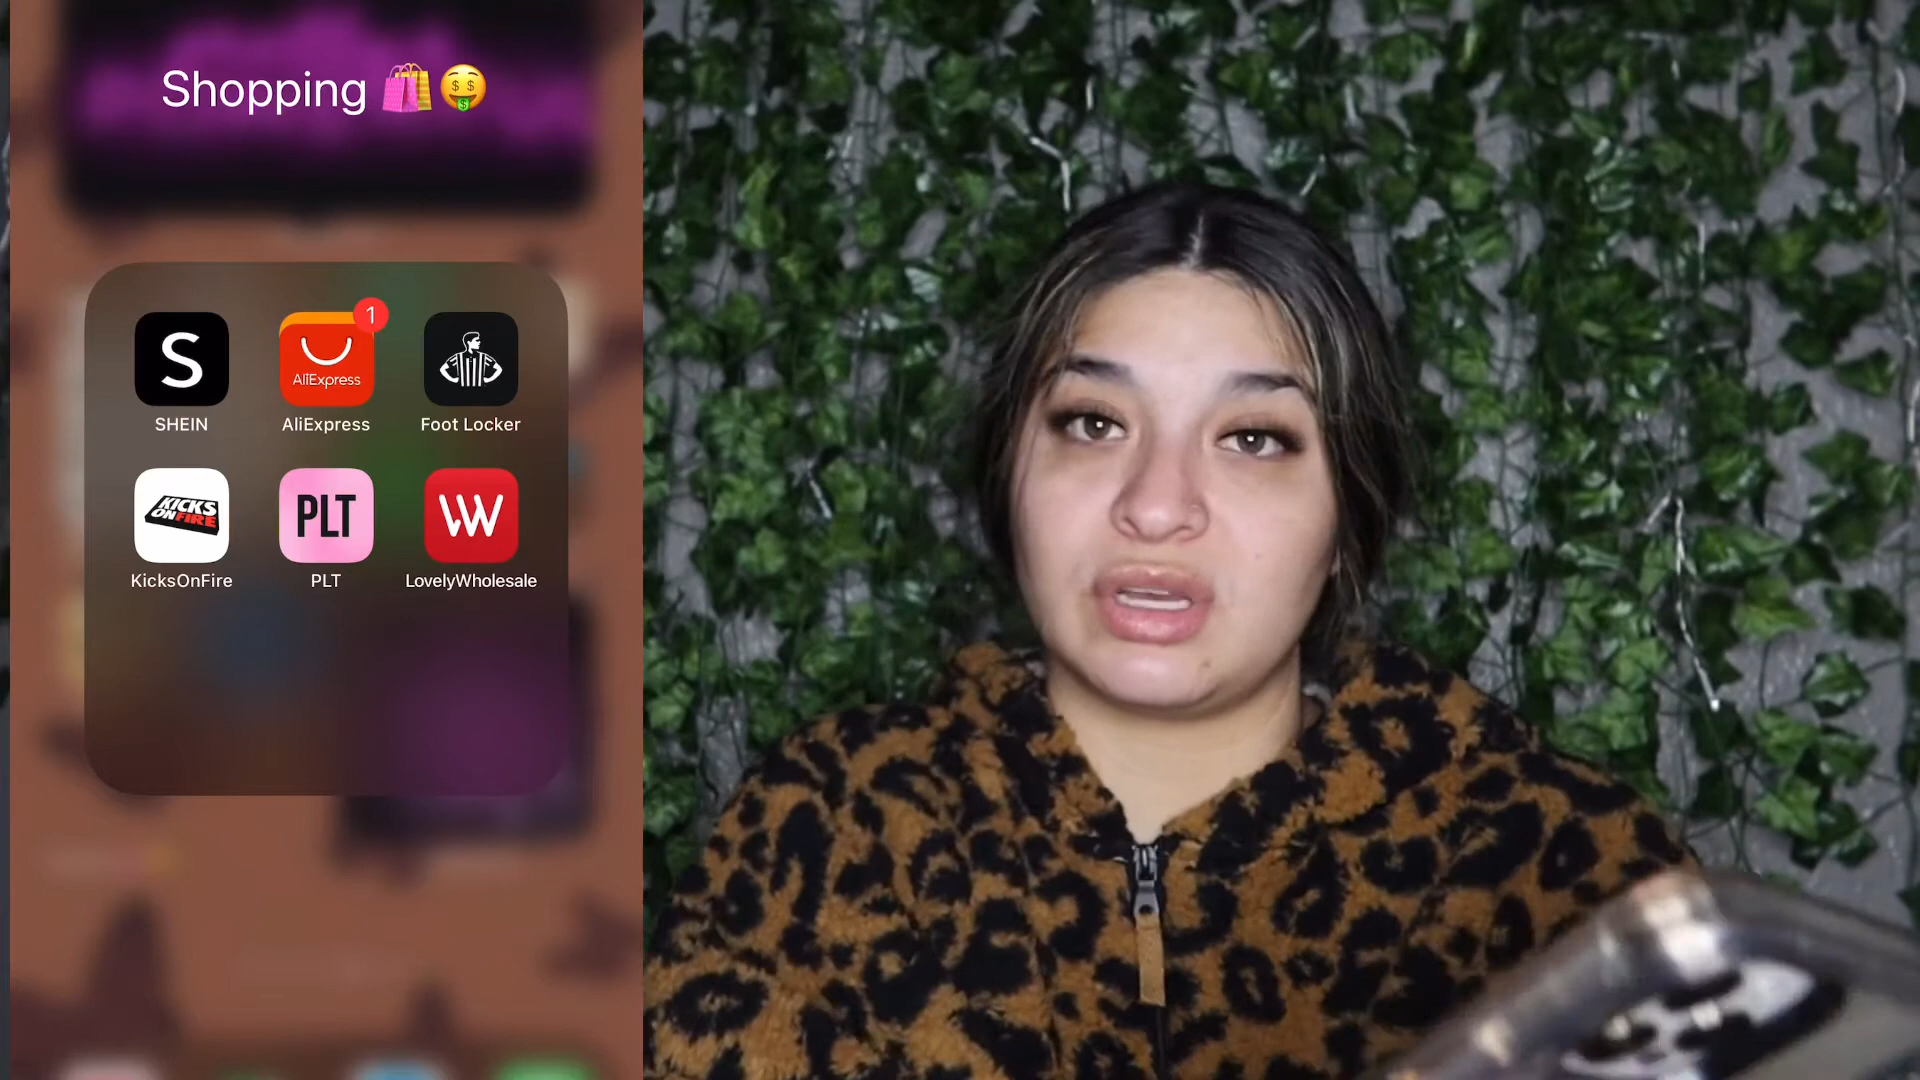 Shopping 🛍️🤑
S
1
AliExpress
SHEIN
AliExpress
Foot Locker
KICKS
ON FIRE
PLT
W
KicksOnFire
PLT
LovelyWholesale